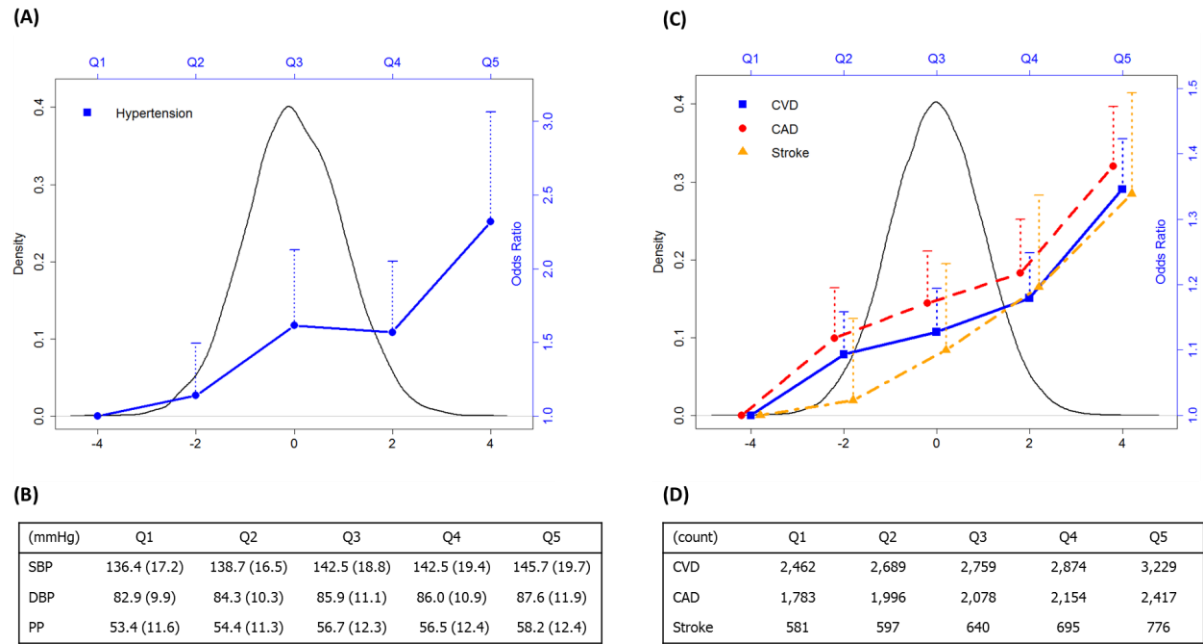 (A)
Q1 Q2 Q3 Q4 Q5
Hypertension
Density
0.0 0.1 0.2 0.3 0.4
Odds Ratio
1.0 1.5 2.0 2.5 3.0
-4 -2 0 2 4
(C)
Q1 Q2 Q3 Q4 Q5
CVD
CAD
Stroke
Density
0.0 0.1 0.2 0.3 0.4
Odds Ratio
1.0 1.1 1.2 1.3 1.4 1.5
-4 -2 0 2 4
(B)
(mmHg) Q1 Q2 Q3 Q4 Q5
SBP 136.4 (17.2) 138.7 (16.5) 142.5 (18.8) 142.5 (19.4) 145.7 (19.7)
DBP 82.9 (9.9) 84.3 (10.3) 85.9 (11.1) 86.0 (10.9) 87.6 (11.9)
PP 53.4 (11.6) 54.4 (11.3) 56.7 (12.3) 56.5 (12.4) 58.2 (12.4)
(D)
(count) Q1 Q2 Q3 Q4 Q5
CVD 2,462 2,689 2,759 2,874 3,229
CAD 1,783 1,996 2,078 2,154 2,417
Stroke 581 597 640 695 776